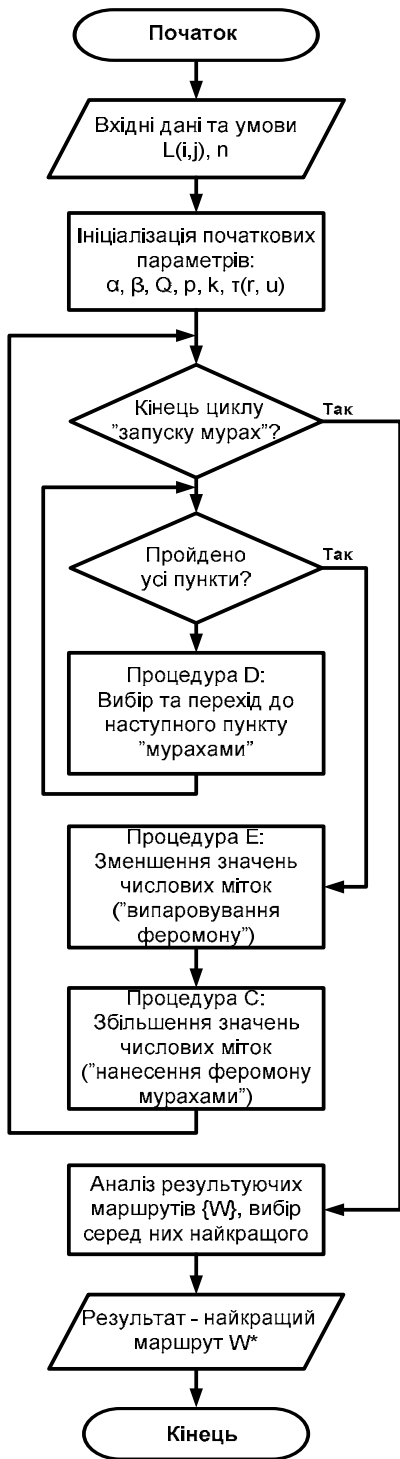 Початок
Вхідні дані та умови
L(i,j), n
Ініціалізація початкових
параметрів:
α, β, Q, p, k, τ(r, u)
Кінець циклу
”запуску мурах”?
Так
Пройдено
усі пункти?
Так
Процедура D:
Вибір та перехід до
наступного пункту
”мурахами”
Процедура E:
Зменшення значень
числових міток
(”випаровування
феромону”)
Процедура C:
Збільшення значень
числових міток
(”нанесення феромону
мурахами”)
Аналіз результуючих
маршрутів {W}, вибір
серед них найкращого
Результат - найкращий
маршрут W*
Кінець